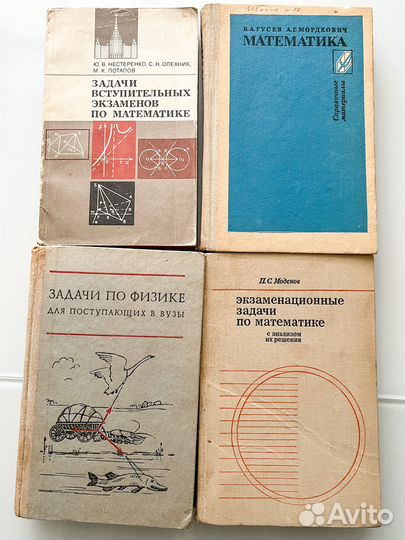 Ю. В. НЕСТЕРЕНКО, С. Н. ОЛЕХНИК,
М. К. ПОТАПОВ
ЗАДАЧИ
ВСТУПИТЕЛЬНЫХ
ЭКЗАМЕНОВ
ПО МАТЕМАТИКЕ
В.А.ГУСЕВ А.Г.МОРДКОВИЧ
МАТЕМАТИКА
Справочные
материалы
ЗАДАЧИ ПО ФИЗИКЕ
ДЛЯ ПОСТУПАЮЩИХ В ВУЗЫ
П.С. Моденов
экзаменационные
задачи
по математике
с анализом
их решения
Avito